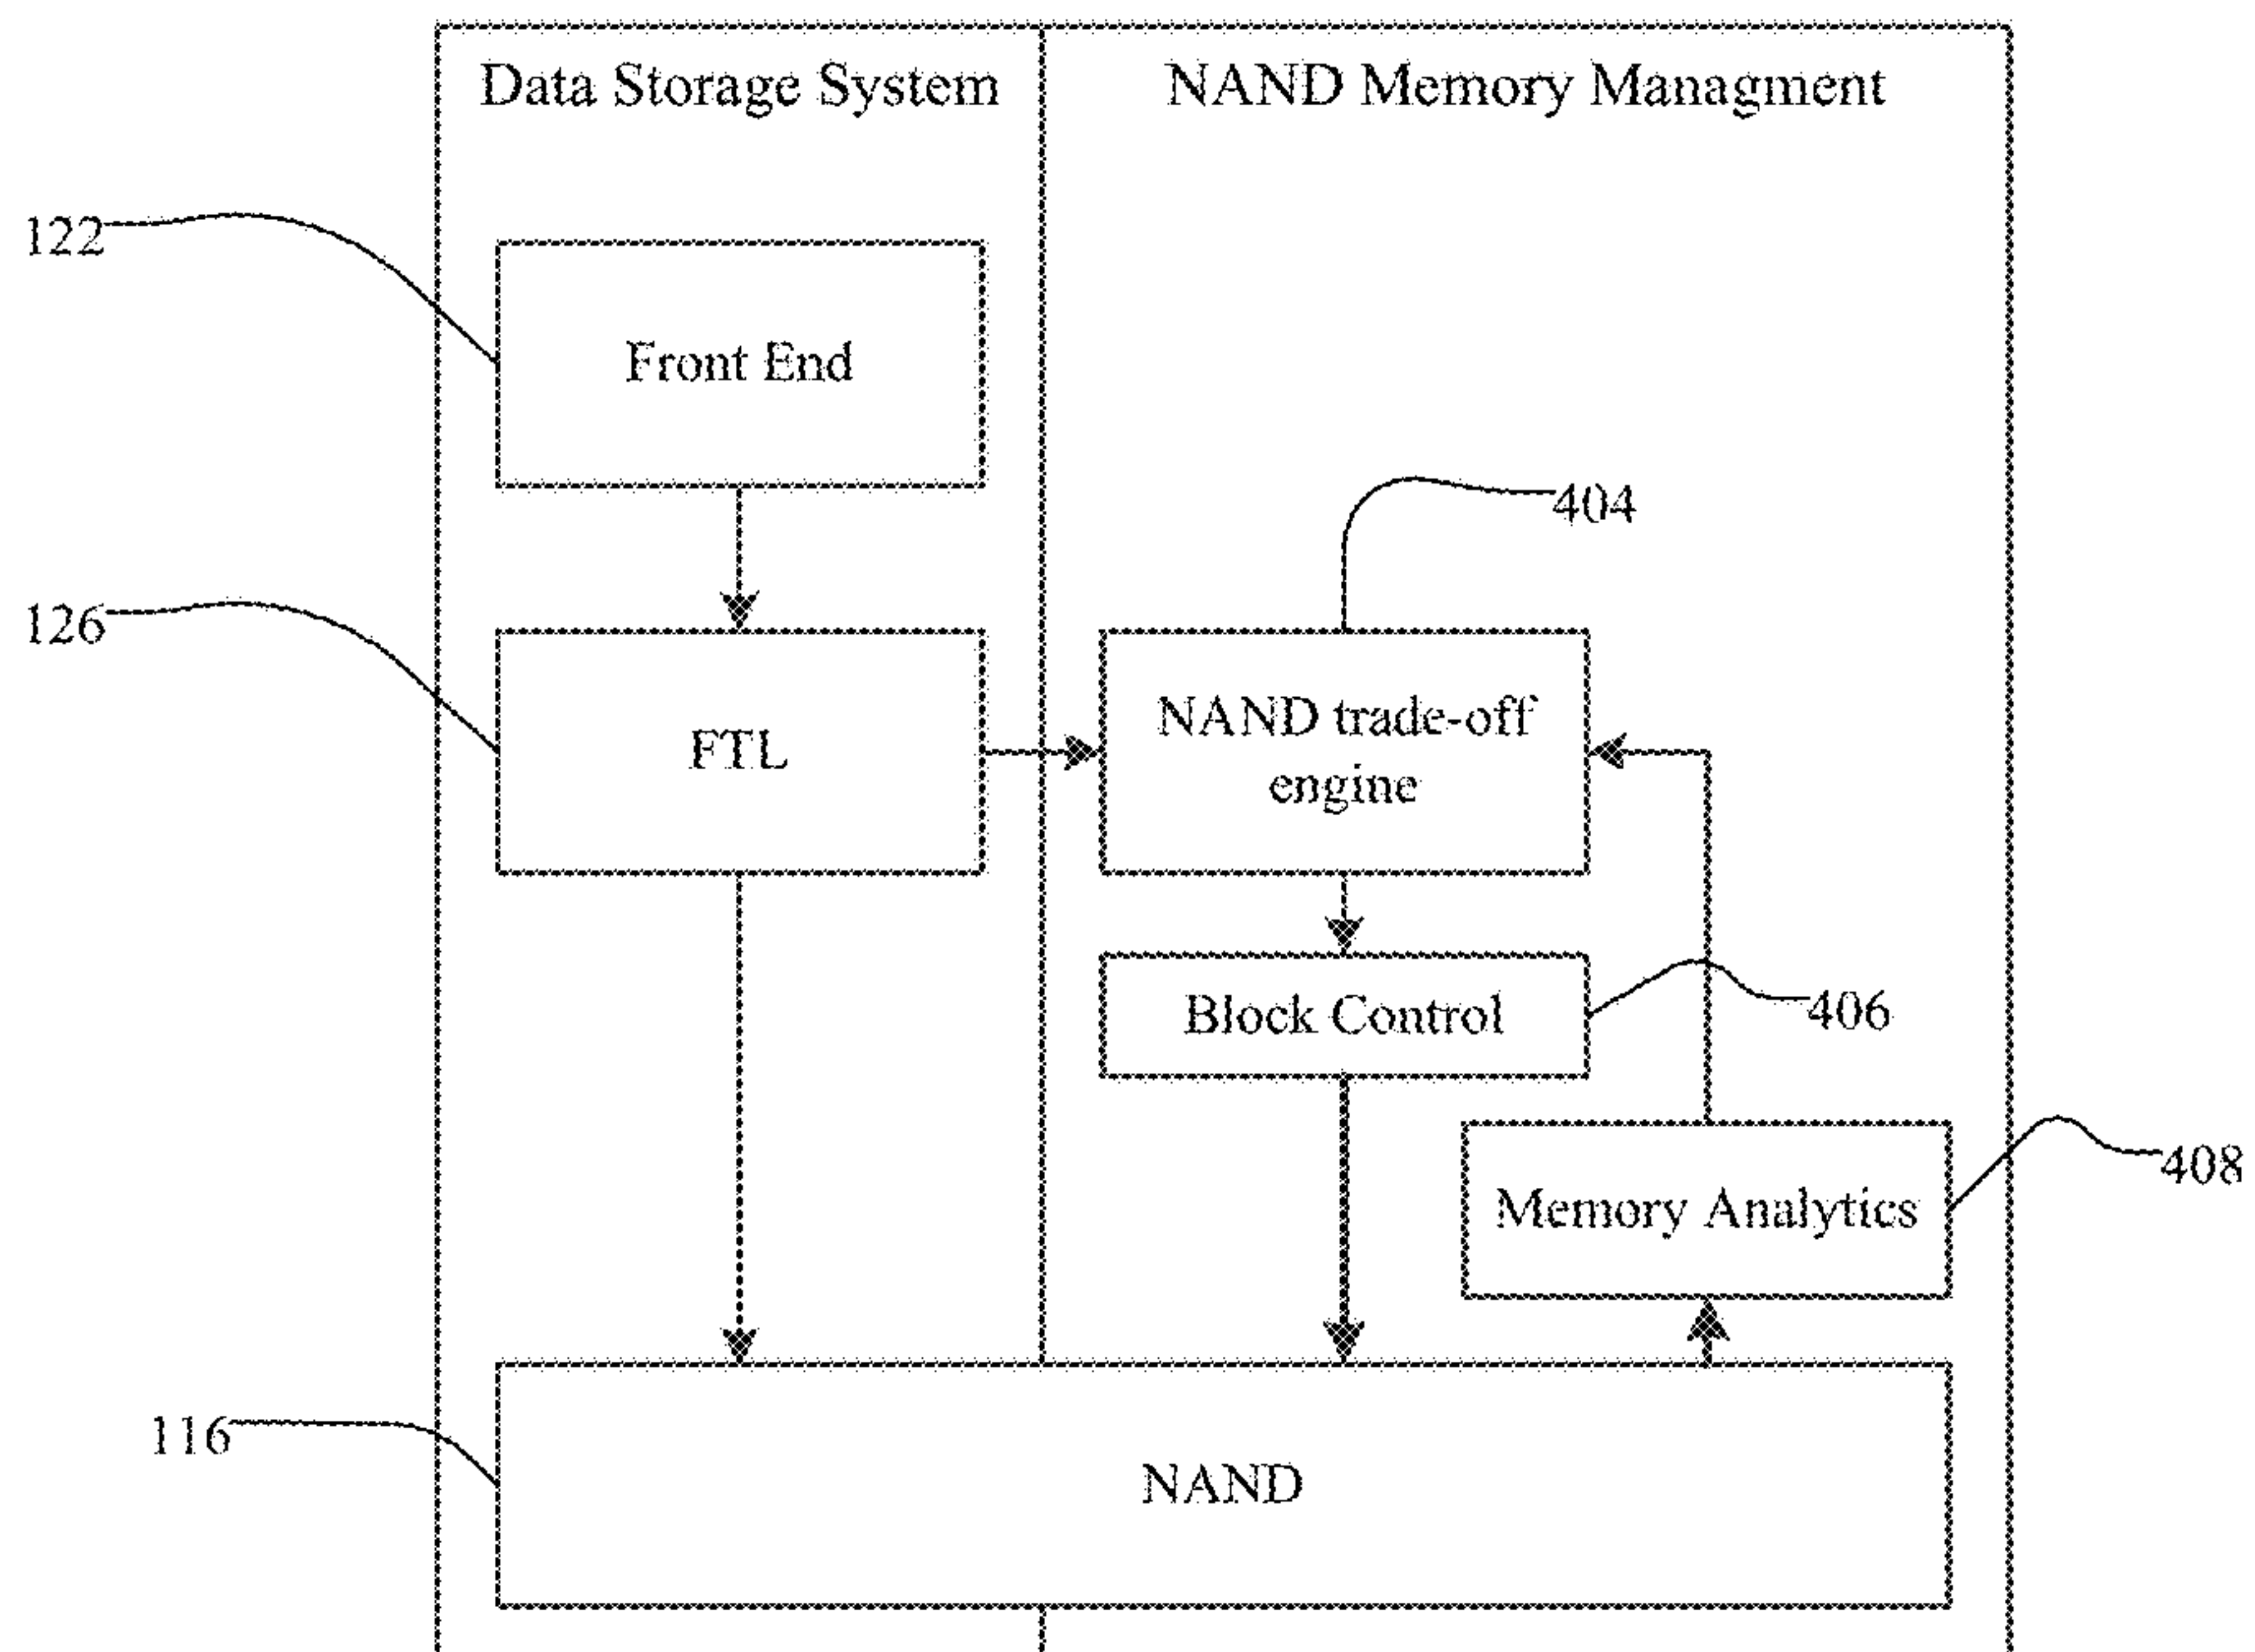 Data Storage System
NAND Memory Managment
122
Front End
404
126
FTL
NAND trade-off
engine
Block Control
406
Memory Analytics
408
116
NAND